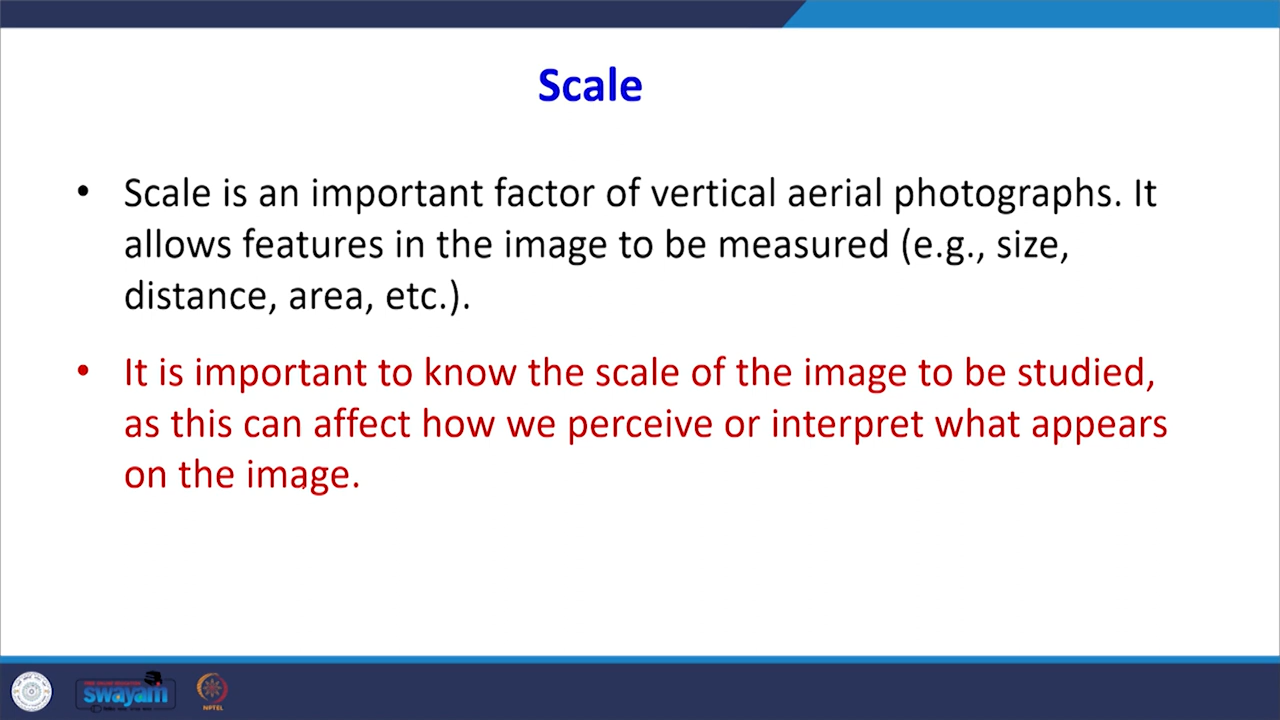 Scale
• Scale is an important factor of vertical aerial photographs. It
allows features in the image to be measured (e.g., size,
distance, area, etc.).
• It is important to know the scale of the image to be studied,
as this can affect how we perceive or interpret what appears
on the image.
swayam
NPTEL